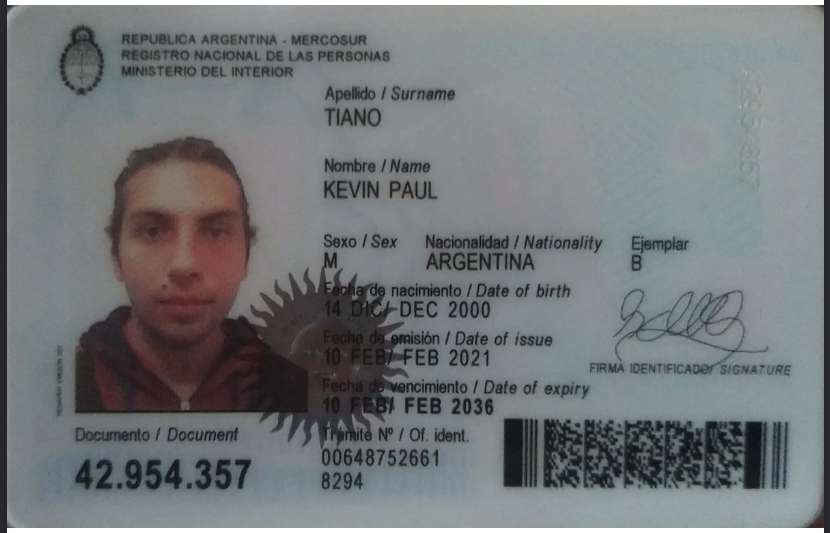 REPUBLICA ARGENTINA - MERCOSUR
REGISTRO NACIONAL DE LAS PERSONAS
MINISTERIO DEL INTERIOR
Apellido / Surname
TIANO
Nombre / Name
KEVIN PAUL
Sexo / Sex Nacionalidad / Nationality Ejemplar
M ARGENTINA B
Fecha de nacimiento / Date of birth
14 DIC/ DEC 2000
Fecha de emisión / Date of issue
10 FEB/ FEB 2021
Fecha de vencimiento / Date of expiry
10 FEB/ FEB 2036
FIRMA IDENTIFICADO/ SIGNATURE
Documento / Document
42.954.357
Trámite Nº / Of. ident.
00648752661
8294